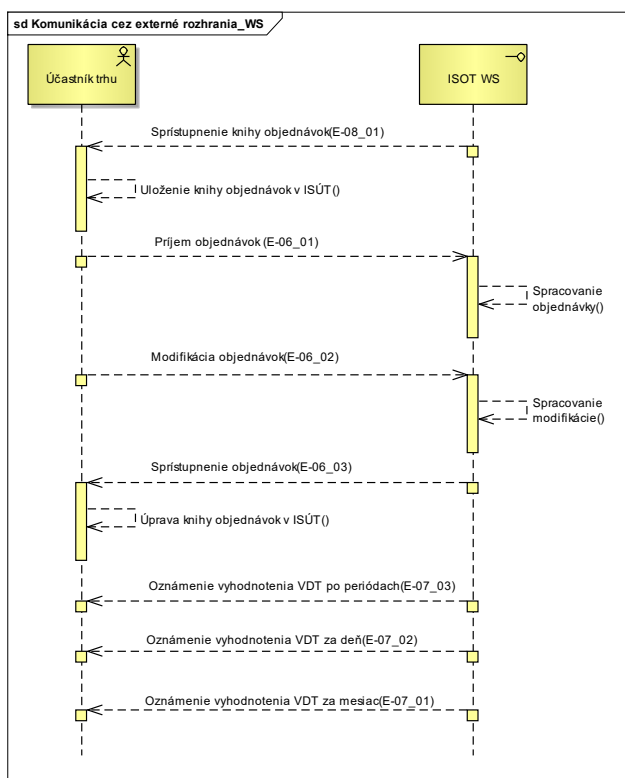 sd Komunikácia cez externé rozhrania_WS
Účastník trhu
ISOT WS
Sprístupnenie knihy objednávok(E-08_01)
Uloženie knihy objednávok v ISÚT()
Príjem objednávok (E-06_01)
Spracovanie
objednávky()
Modifikácia objednávok(E-06_02)
Spracovanie
modifikácie()
Sprístupnenie objednávok(E-06_03)
Úprava knihy objednávok v ISÚT()
Oznámenie vyhodnotenia VDT po periódach(E-07_03)
Oznámenie vyhodnotenia VDT za deň(E-07_02)
Oznámenie vyhodnotenia VDT za mesiac(E-07_01)